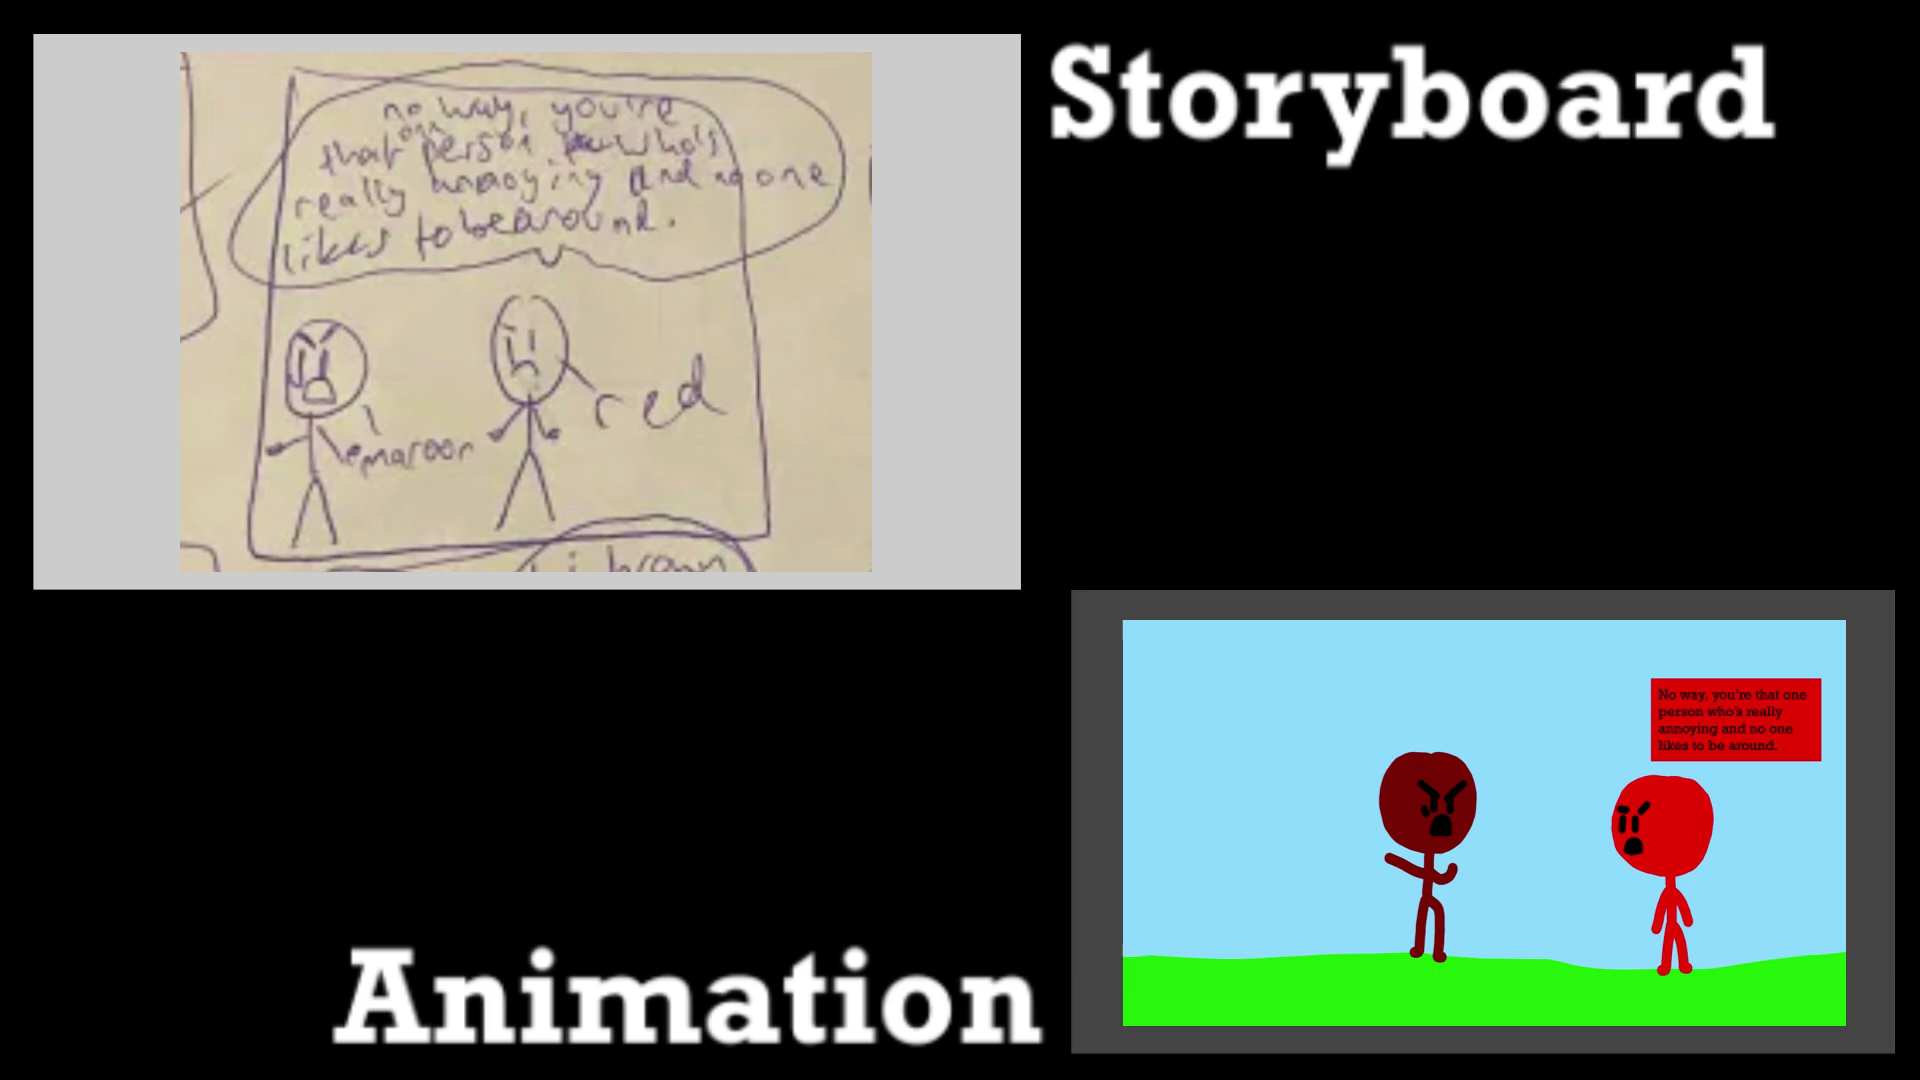 Storyboard
no way, you're
that one person who's
really annoying and no one
likes to be around.
red
maroon
No way, you're that one
person who's really
annoying and no one
likes to be around.
Animation